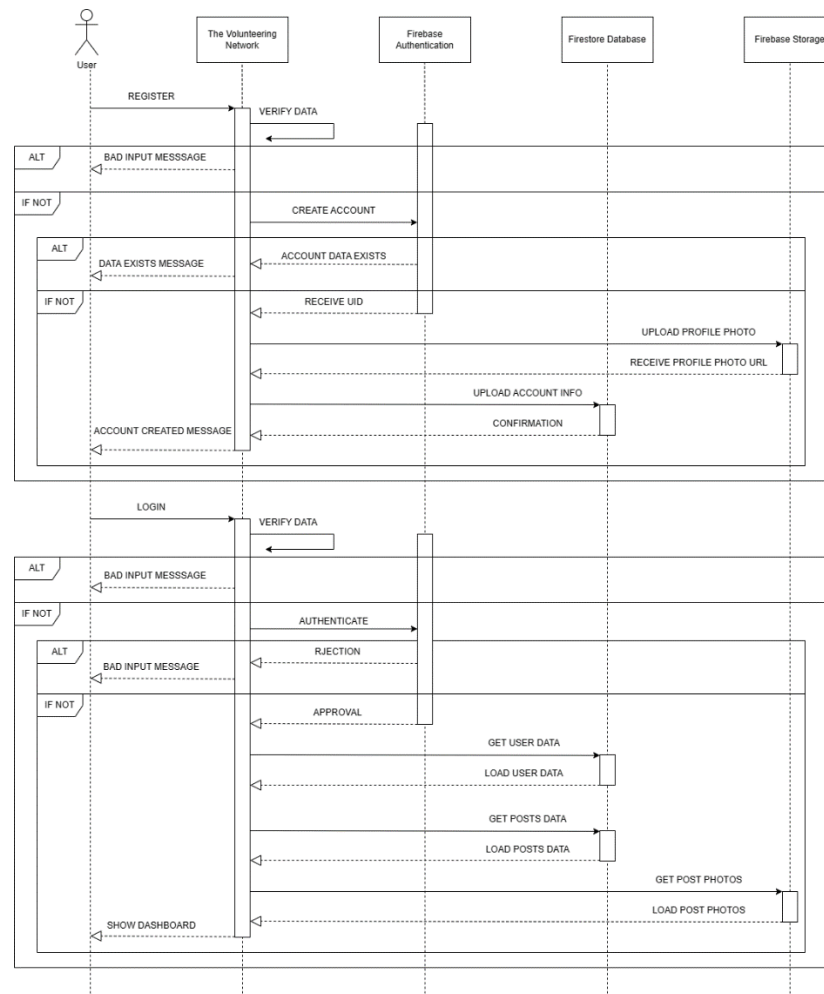 The Volunteering
Network
Firebase
Authentication
Firestore Database
Firebase Storage
User
REGISTER
VERIFY DATA
ALT
BAD INPUT MESSSAGE
IF NOT
CREATE ACCOUNT
ALT
ACCOUNT DATA EXISTS
DATA EXISTS MESSAGE
IF NOT
RECEIVE UID
UPLOAD PROFILE PHOTO
RECEIVE PROFILE PHOTO URL
UPLOAD ACCOUNT INFO
CONFIRMATION
ACCOUNT CREATED MESSAGE
LOGIN
VERIFY DATA
ALT
BAD INPUT MESSSAGE
IF NOT
AUTHENTICATE
ALT
RJECTION
BAD INPUT MESSAGE
IF NOT
APPROVAL
GET USER DATA
LOAD USER DATA
GET POSTS DATA
LOAD POSTS DATA
GET POST PHOTOS
LOAD POST PHOTOS
SHOW DASHBOARD